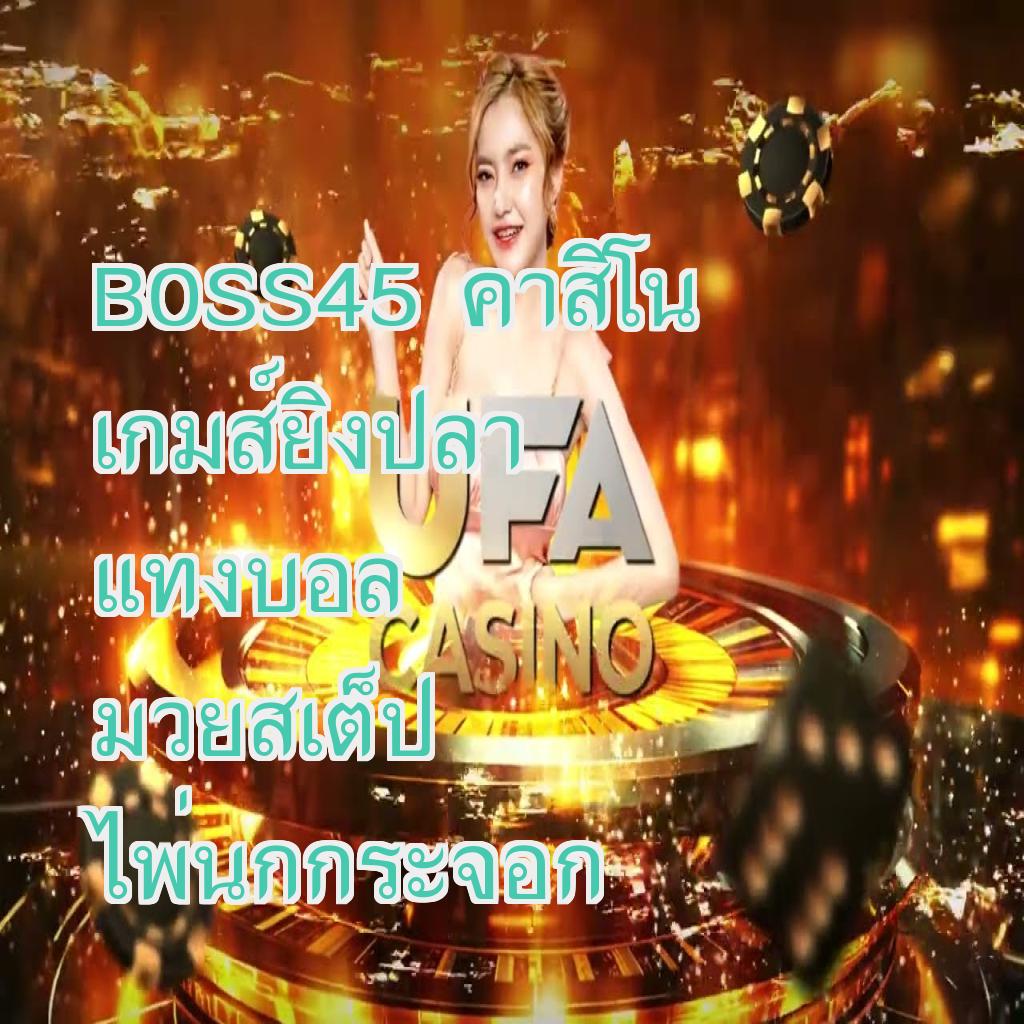 BOSS45 คาสิโน
เกมส์ยิงปลา
UFA
แทงบอล
CASINO
มวยสเต็ป
ไพ่นกกระจอก